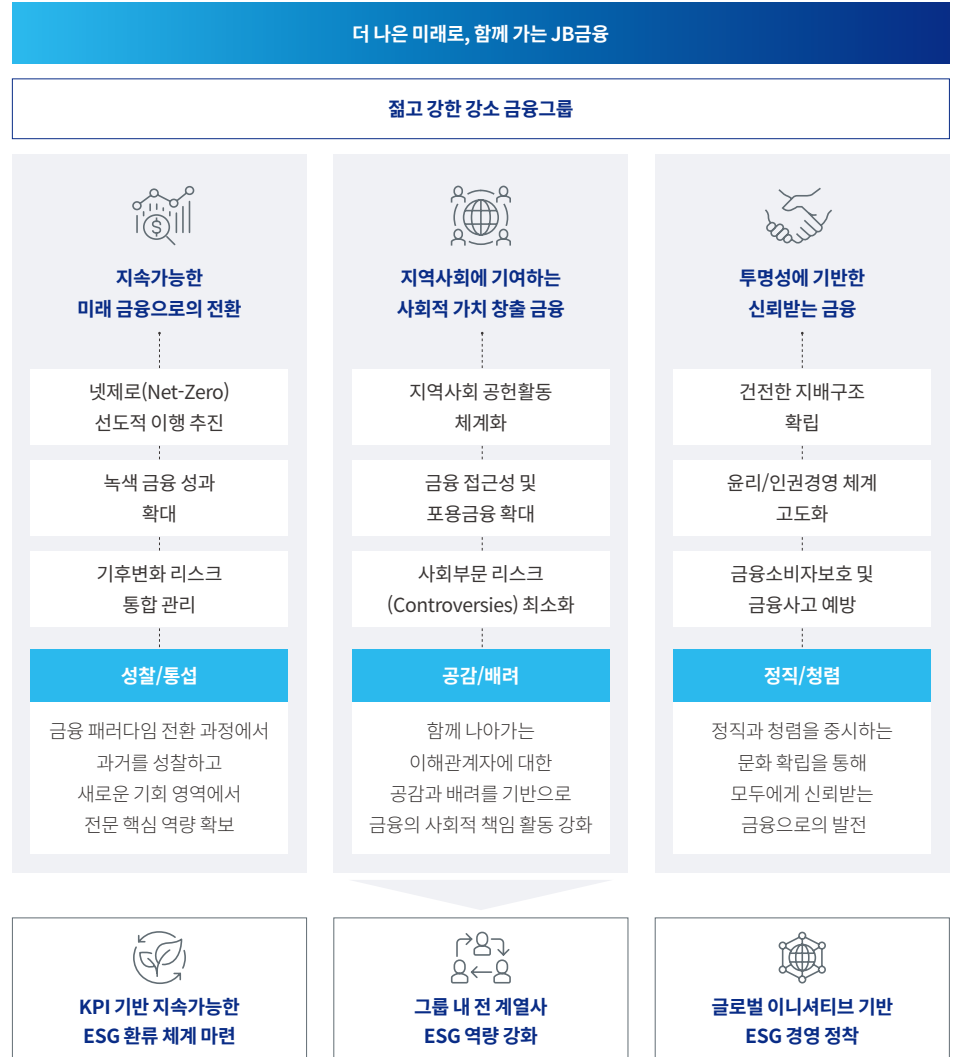 더 나은 미래로, 함께 가는 JB금융
젊고 강한 강소 금융그룹
지속가능한
미래 금융으로의 전환
넷제로(Net-Zero)
선도적 이행 추진
녹색 금융 성과
확대
기후변화 리스크
통합 관리
성찰/통섭
금융 패러다임 전환 과정에서
과거를 성찰하고
새로운 기회 영역에서
전문 핵심 역량 확보
지역사회에 기여하는
사회적 가치 창출 금융
지역사회 공헌활동
체계화
금융 접근성 및
포용금융 확대
사회부문 리스크
(Controversies) 최소화
공감/배려
함께 나아가는
이해관계자에 대한
공감과 배려를 기반으로
금융의 사회적 책임 활동 강화
투명성에 기반한
신뢰받는 금융
건전한 지배구조
확립
윤리/인권경영 체계
고도화
금융소비자보호 및
금융사고 예방
정직/청렴
정직과 청렴을 중시하는
문화 확립을 통해
모두에게 신뢰받는
금융으로의 발전
KPI 기반 지속가능한
ESG 환류 체계 마련
그룹 내 전 계열사
ESG 역량 강화
글로벌 이니셔티브 기반
ESG 경영 정착